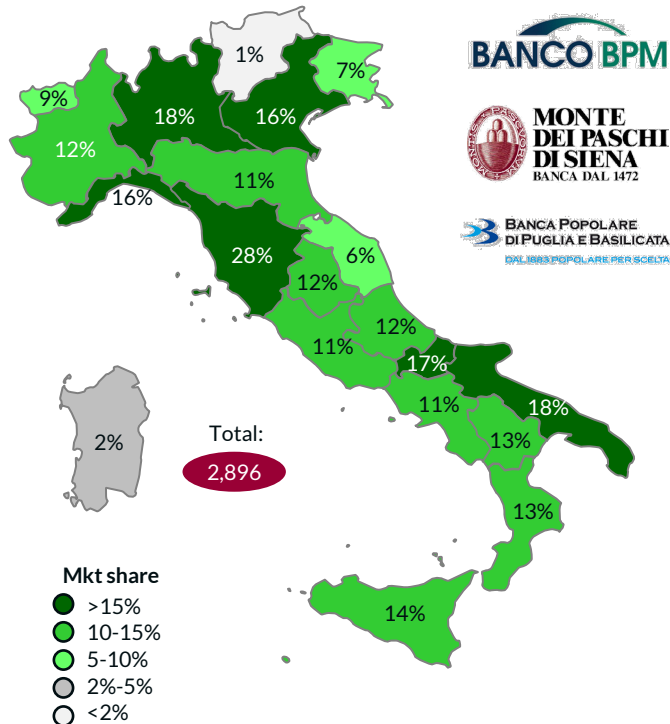 1%
7%
BANCO BPM
9%
18%
16%
12%
11%
16%
28%
6%
12%
12%
11%
17%
11%
18%
13%
13%
14%
2%
MONTE
DEI PASCHI
DI SIENA
BANCA DAL 1472
BANCA POPOLARE
DI PUGLIA E BASILICATA
DAL 1883 POPOLARE PER SCELTA
Total:
2,896
Mkt share
>15%
10-15%
5-10%
2%-5%
<2%